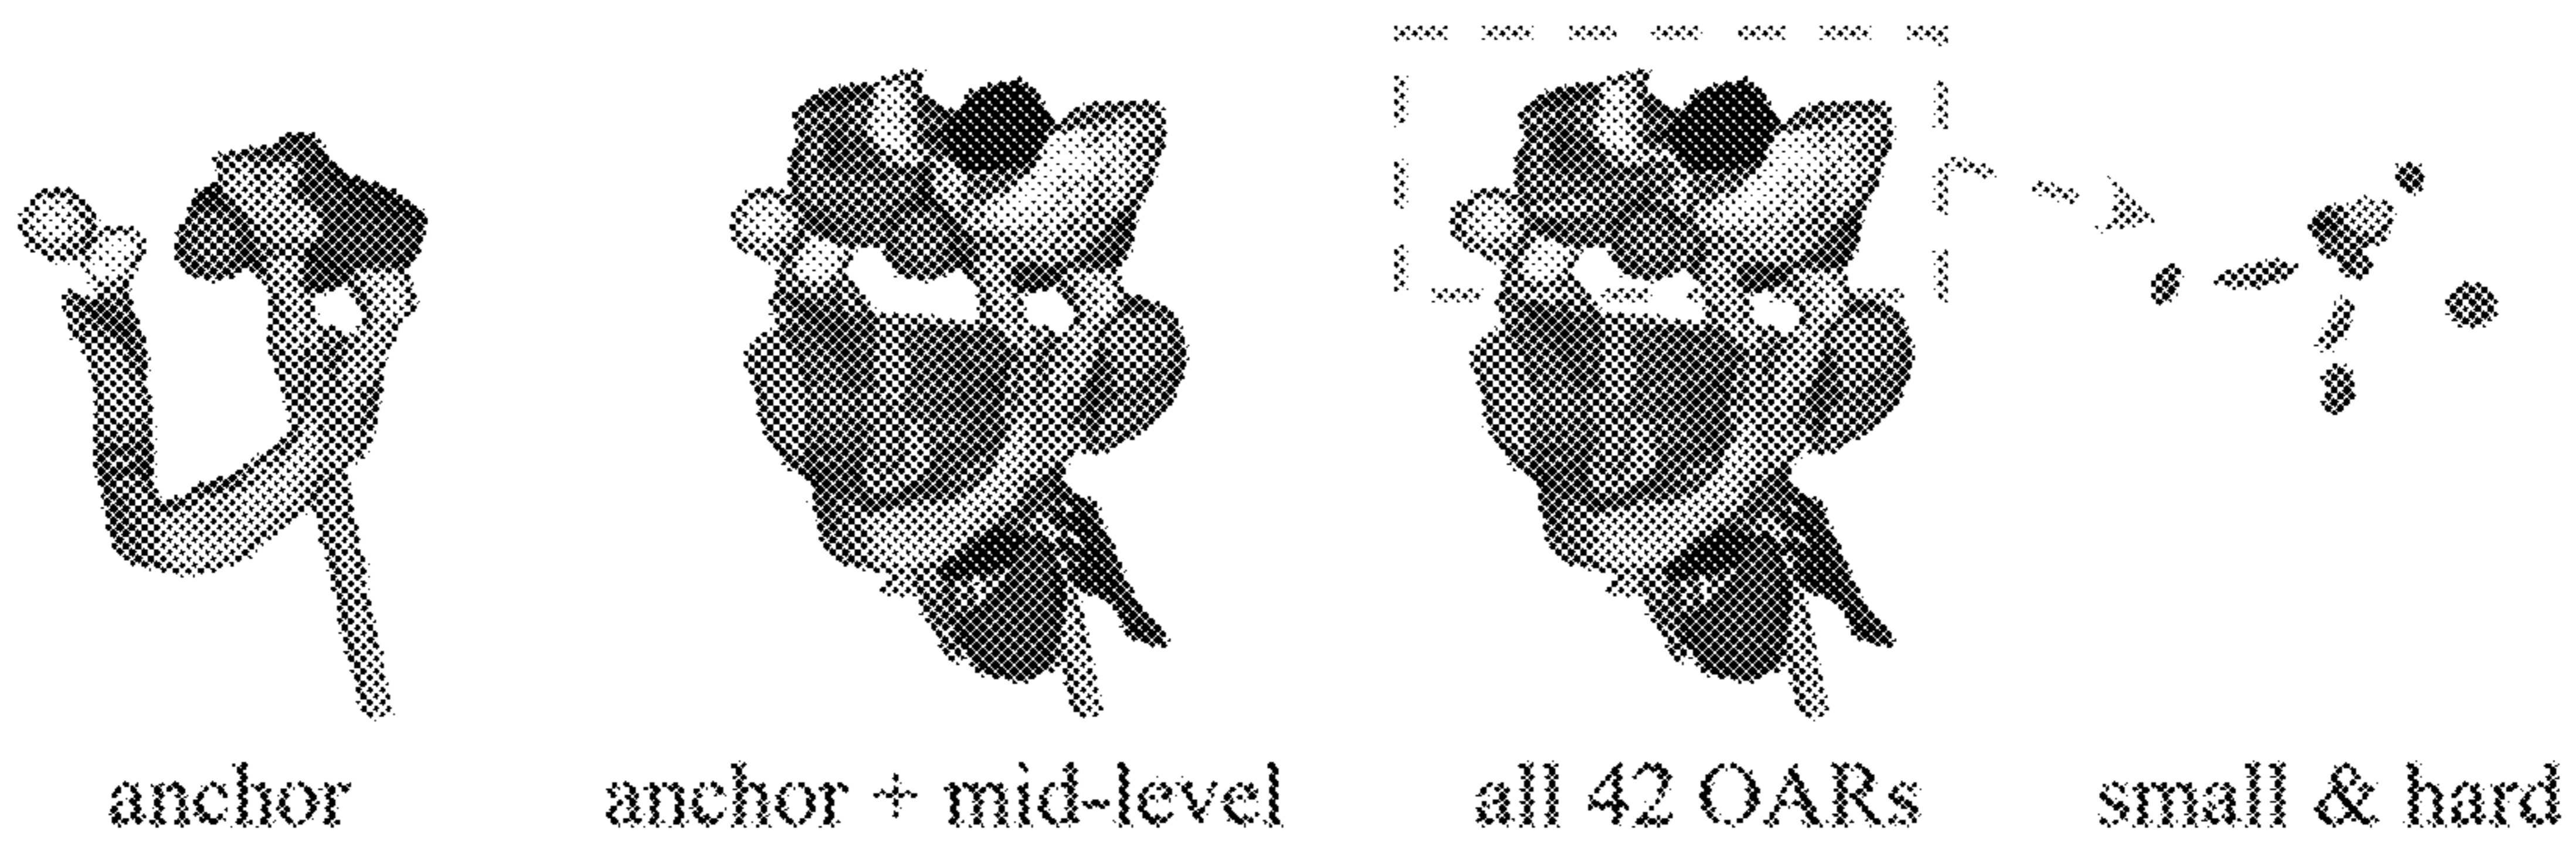 anchor
anchor + mid-level
all 42 OARs
small & hard